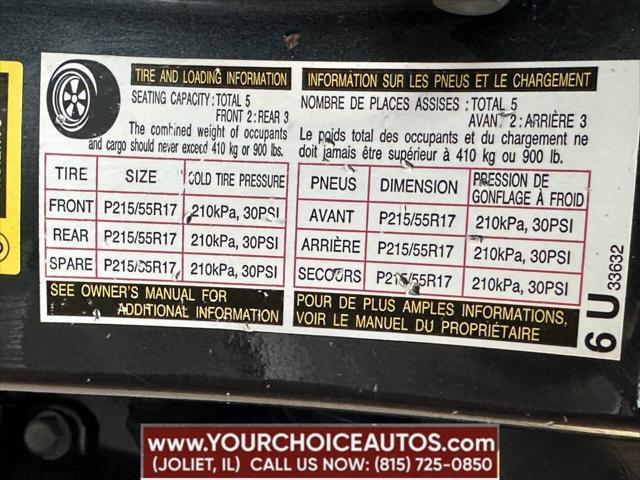 TIRE AND LOADING INFORMATION
SEATING CAPACITY : TOTAL 5
FRONT 2 : REAR 3
The combined weight of occupants
and cargo should never exceed 410 kg or 900 lbs.
TIRE SIZE COLD TIRE PRESSURE
FRONT P215/55R17 210kPa, 30PSI
REAR P215/55R17 210kPa, 30PSI
SPARE P215/55R17 210kPa, 30PSI
SEE OWNER'S MANUAL FOR
ADDITIONAL INFORMATION
INFORMATION SUR LES PNEUS ET LE CHARGEMENT
NOMBRE DE PLACES ASSISES : TOTAL 5
AVANT 2 : ARRIÈRE 3
Le poids total des occupants et du chargement ne
doit jamais être supérieur à 410 kg ou 900 lb.
PNEUS DIMENSION PRESSION DE
GONFLAGE À FROID
AVANT P215/55R17 210kPa, 30PSI
ARRIÈRE P215/55R17 210kPa, 30PSI
SECOURS P215/55R17 210kPa, 30PSI
POUR DE PLUS AMPLES INFORMATIONS,
VOIR LE MANUEL DU PROPRIÉTAIRE
6 U 33632
WWW.YOURCHOICEAUTOS.COM
(JOLIET, IL) CALL US NOW: (815) 725-0850